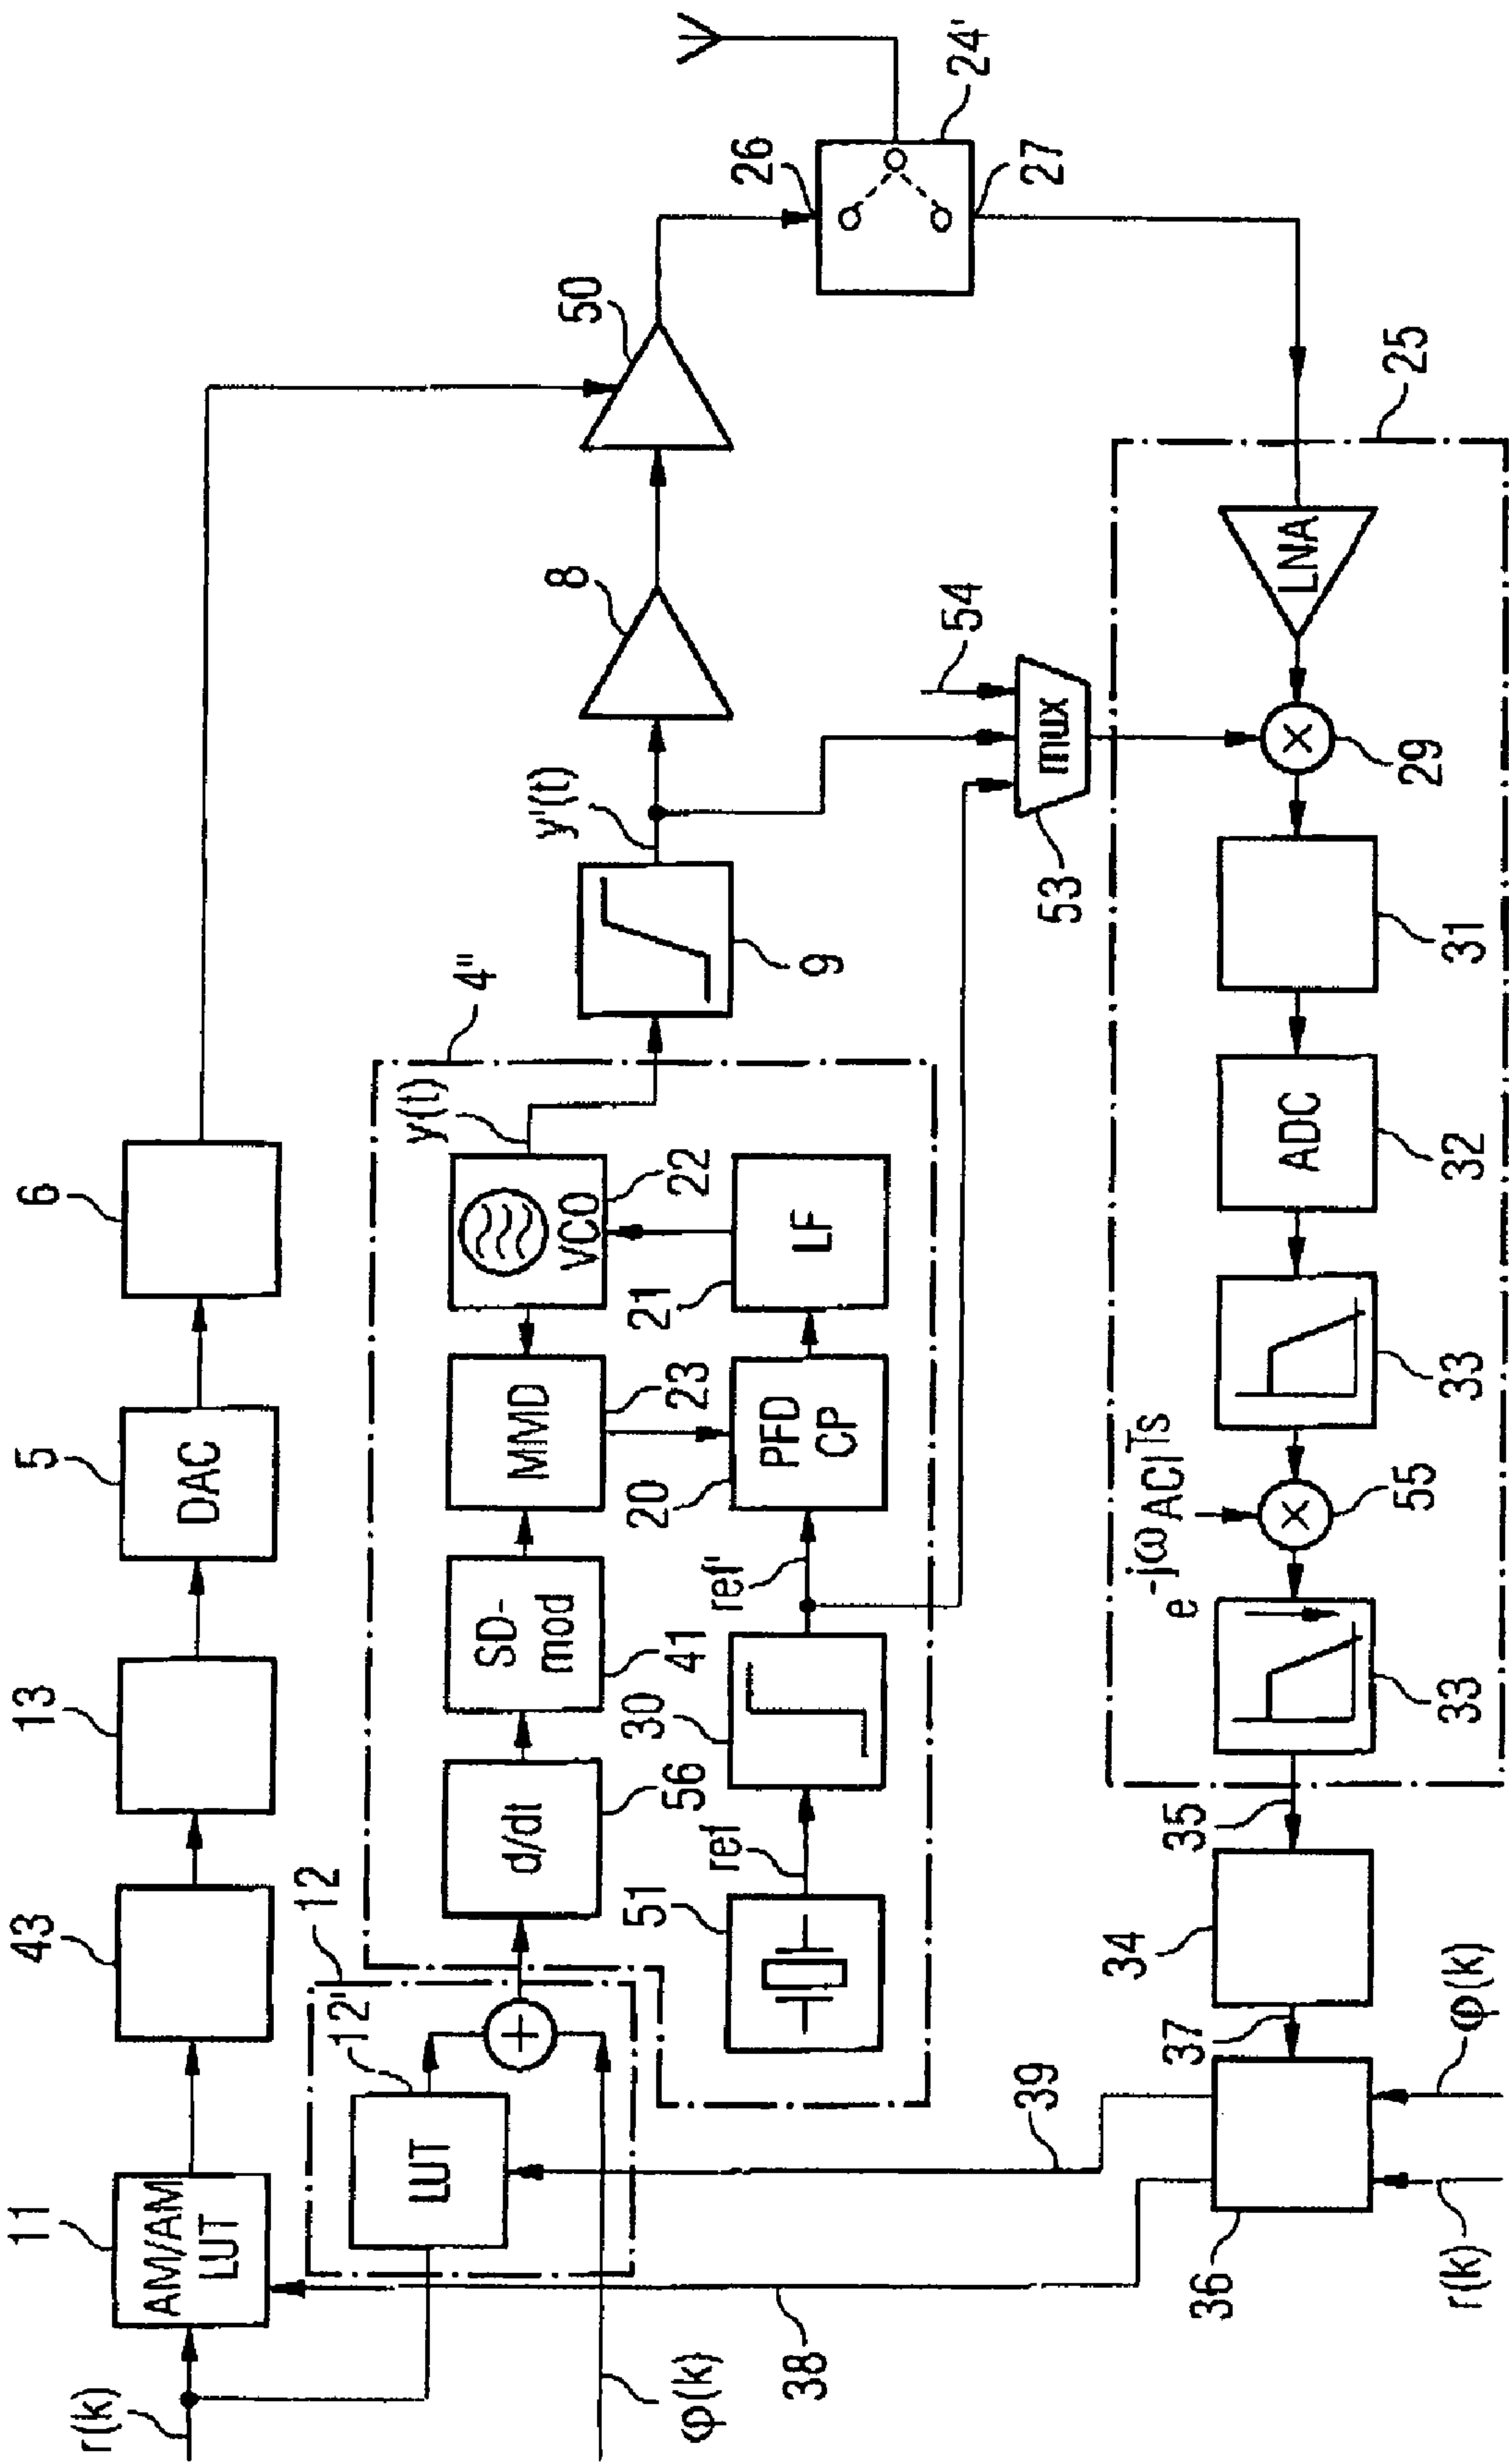 r(k)
11
AM/AM
LUT
43
13
5
DAC
6
φ(k)
12
12'
LUT
+
4"
56
d/dt
41
SD-
mod
23
MMD
22
VCO
y(t)
51
ref
30
ref'
20
PFD
CP
21
LF
9
y'(t)
8
50
26
24'
27
54
53
mux
25
LNA
29
×
31
32
ADC
33
e^-jωACI^Ts
55
×
33
35
34
37
36
39
38
r(k)
φ(k)